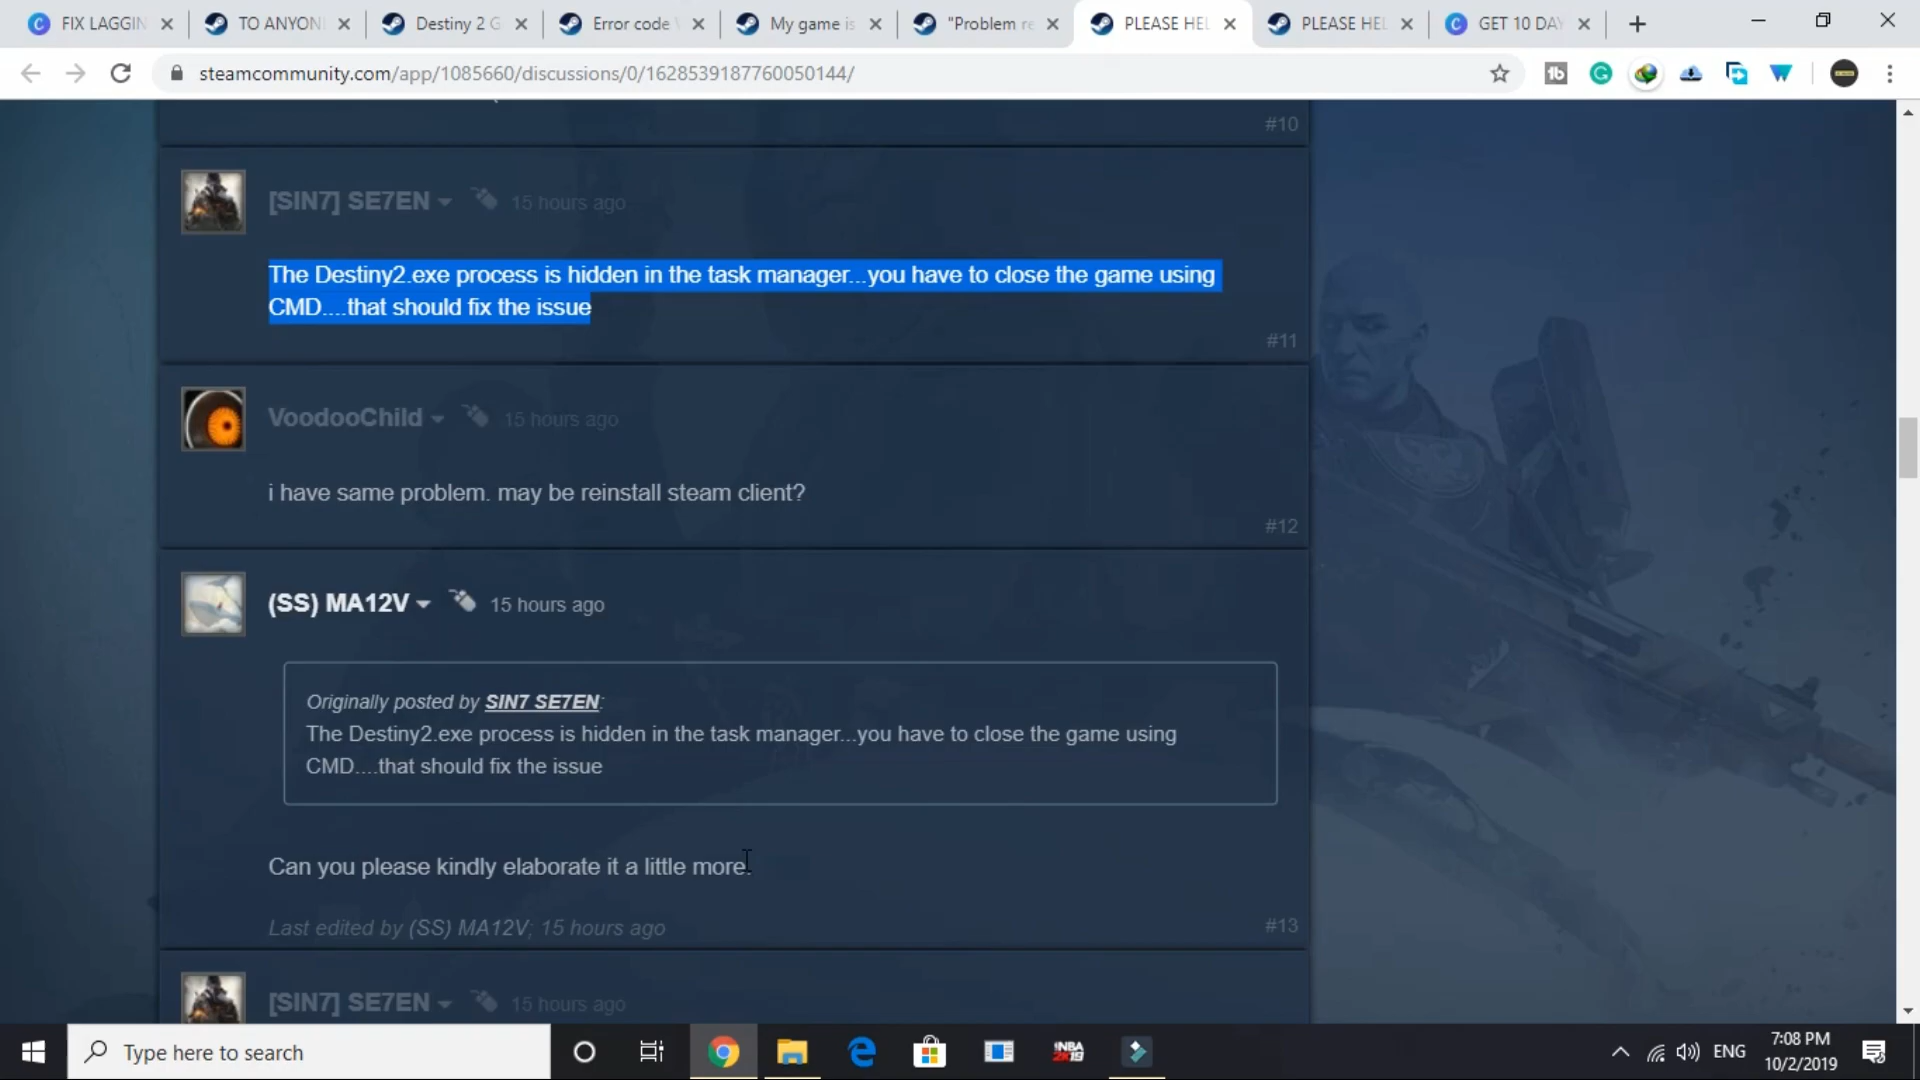 FIX LAGGIN
TO ANYON
Destiny 2 G
Error code
My game is
"Problem re
PLEASE HEL
PLEASE HEL
GET 10 DAY
steamcommunity.com/app/1085660/discussions/0/1628539187760050144/
#10
[SIN7] SE7EN 15 hours ago
The Destiny2.exe process is hidden in the task manager...you have to close the game using
CMD....that should fix the issue
#11
VoodooChild 15 hours ago
i have same problem. may be reinstall steam client?
#12
(SS) MA12V 15 hours ago
Originally posted by SIN7 SE7EN:
The Destiny2.exe process is hidden in the task manager...you have to close the game using
CMD....that should fix the issue
Can you please kindly elaborate it a little more.
Last edited by (SS) MA12V; 15 hours ago
#13
[SIN7] SE7EN 15 hours ago
Type here to search
NBA
2K19
ENG
7:08 PM
10/2/2019